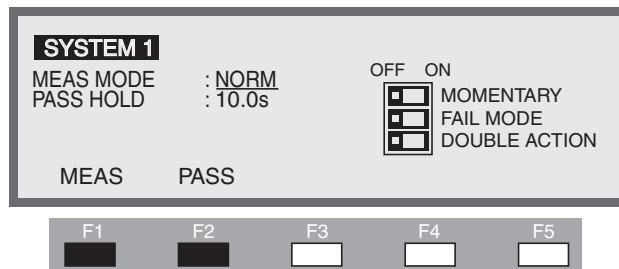 SYSTEM 1
MEAS MODE : NORM
PASS HOLD : 10.0s
OFF ON
MOMENTARY
FAIL MODE
DOUBLE ACTION
MEAS PASS
F1 F2 F3 F4 F5